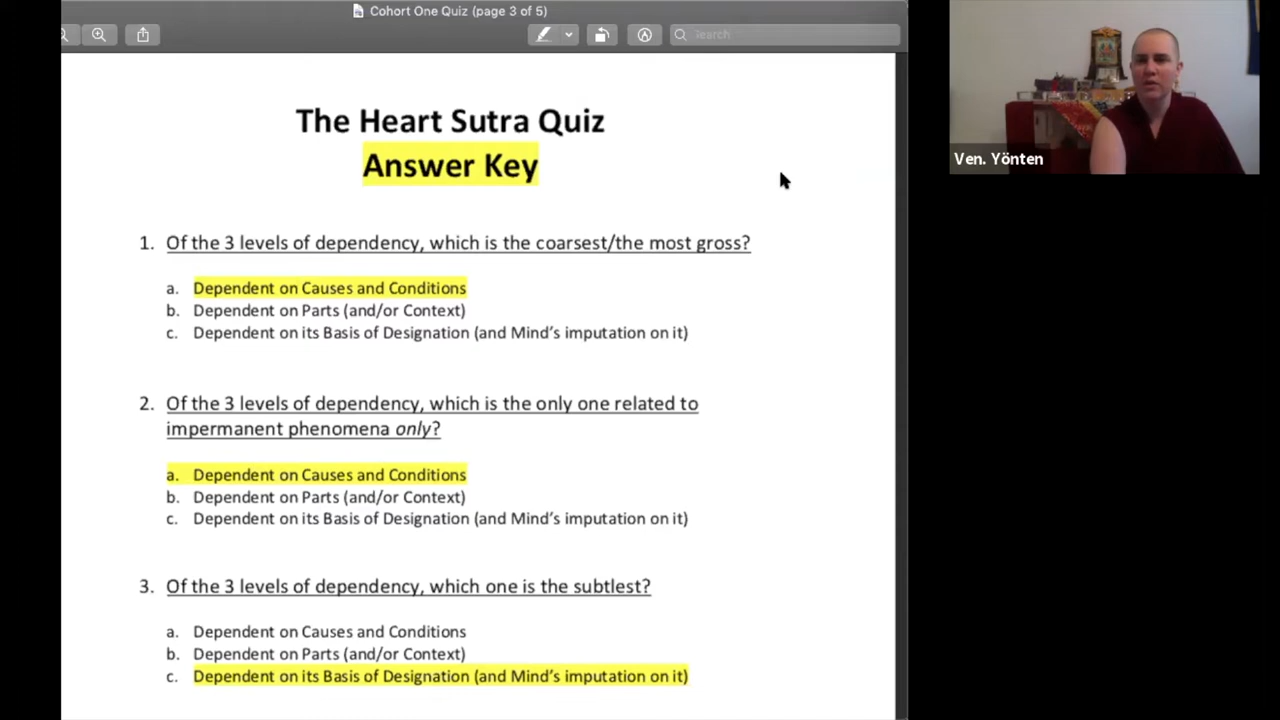 Cohort One Quiz (page 3 of 5)
Search
The Heart Sutra Quiz
Answer Key
1. Of the 3 levels of dependency, which is the coarsest/the most gross?
a. Dependent on Causes and Conditions
b. Dependent on Parts (and/or Context)
c. Dependent on its Basis of Designation (and Mind's imputation on it)
2. Of the 3 levels of dependency, which is the only one related to
impermanent phenomena only?
a. Dependent on Causes and Conditions
b. Dependent on Parts (and/or Context)
c. Dependent on its Basis of Designation (and Mind's imputation on it)
3. Of the 3 levels of dependency, which one is the subtlest?
a. Dependent on Causes and Conditions
b. Dependent on Parts (and/or Context)
c. Dependent on its Basis of Designation (and Mind's imputation on it)
Ven. Yönten